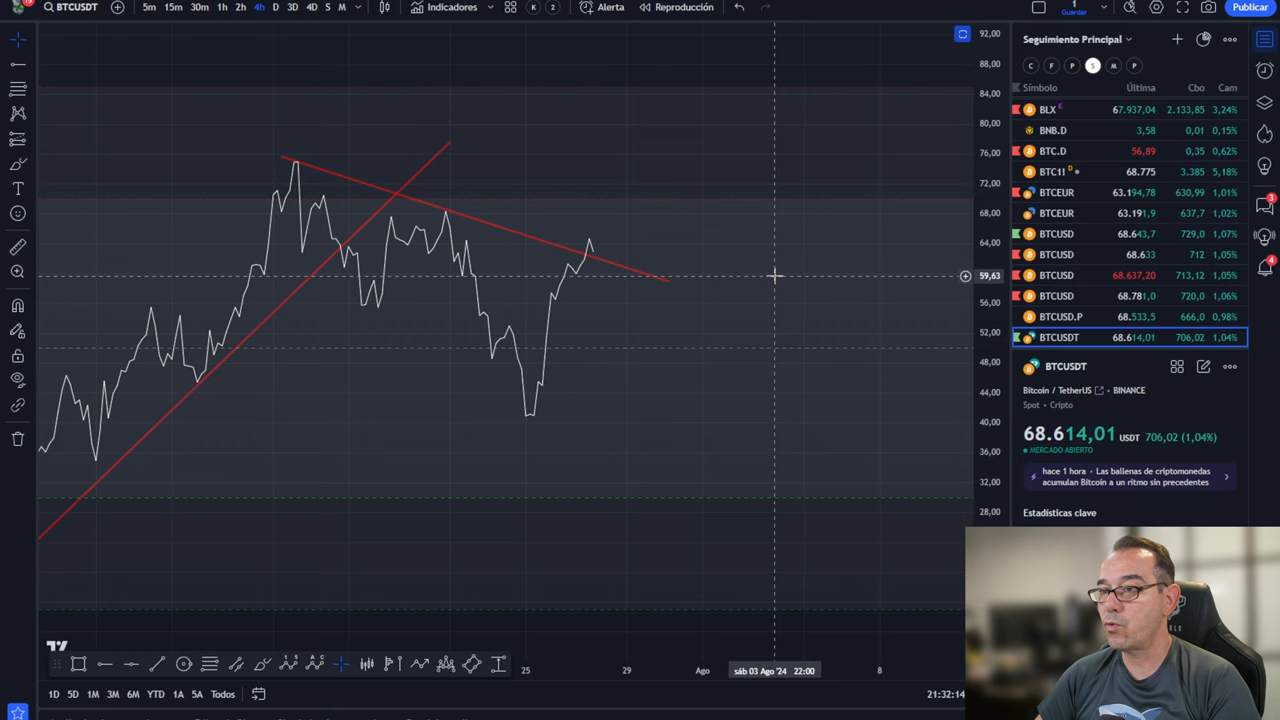 13
BTCUSDT 5m 15m 30m 1h 2h 4h D 3D 4D S M Indicadores K 2 Alerta Reproducción 1 Guardar Publicar
Seguimiento Principal
C F P S M P
Símbolo Última Cbo Cam
BLX E 67.937,04 2.133,85 3,24%
BNB.D 3,58 0,01 0,15%
BTC.D 56,89 0,35 0,62%
BTC1! D 68.775 3.385 5,18%
BTCEUR 63.194,78 630,99 1,01%
BTCEUR 63.191,9 637,7 1,02%
BTCUSD 68.643,7 729,0 1,07%
BTCUSD 68.633 712 1,05%
BTCUSD 68.637,20 713,12 1,05%
BTCUSD 68.781,0 720,0 1,06%
BTCUSD.P 68.533,5 666,0 0,98%
BTCUSDT 68.614,01 706,02 1,04%
BTCUSDT
Bitcoin / TetherUS BINANCE
Spot • Cripto
68.614,01 USDT 706,02 (1,04%)
MERCADO ABIERTO
hace 1 hora • Las ballenas de criptomonedas
acumulan Bitcoin a un ritmo sin precedentes
Estadísticas clave
3
4
92,00
88,00
84,00
80,00
76,00
72,00
68,00
64,00
59,63
56,00
52,00
48,00
44,00
40,00
36,00
32,00
28,00
25 29 Ago sáb 03 Ago '24 22:00 8
1D 5D 1M 3M 6M YTD 1A 5A Todos 21:32:14